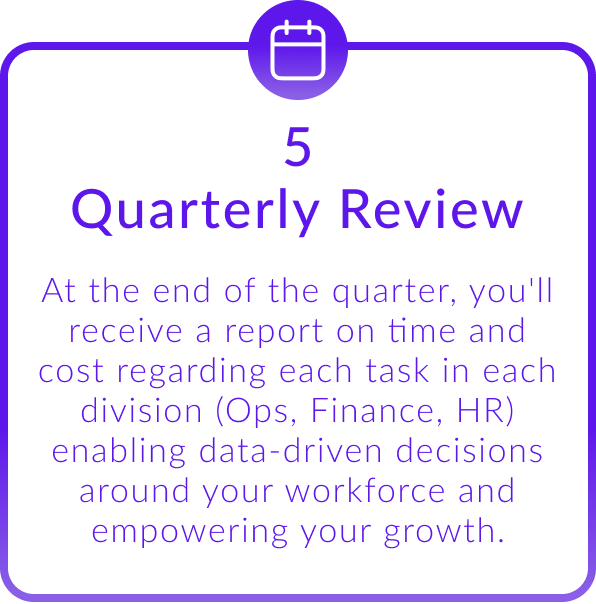 5
Quarterly Review
At the end of the quarter, you'll
receive a report on time and
cost regarding each task in each
division (Ops, Finance, HR)
enabling data-driven decisions
around your workforce and
empowering your growth.